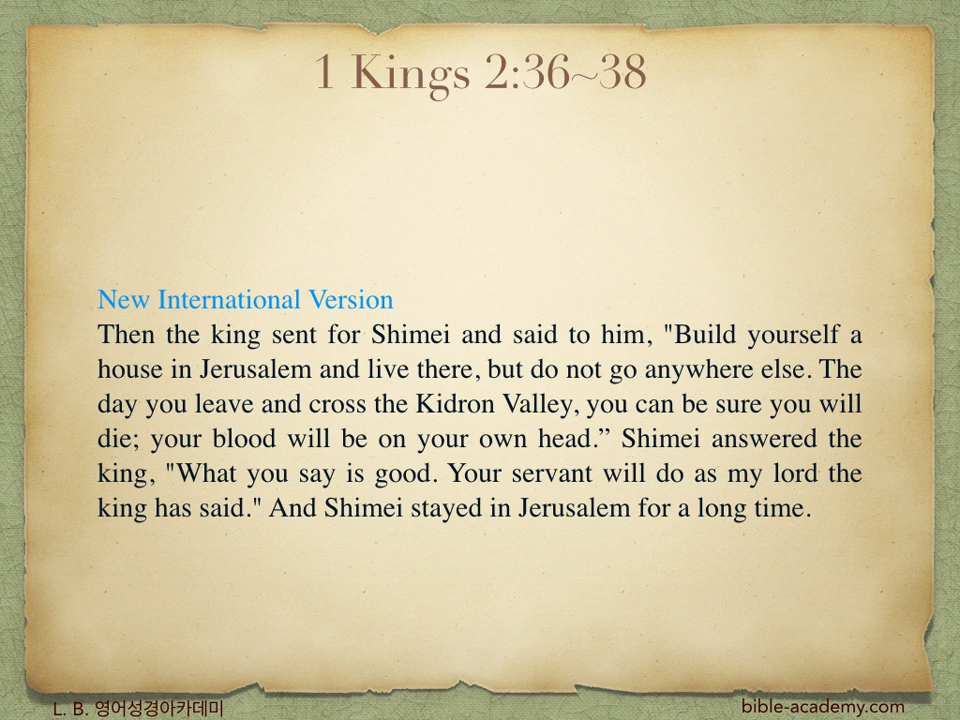 1 Kings 2:36~38
New International Version
Then the king sent for Shimei and said to him, "Build yourself a
house in Jerusalem and live there, but do not go anywhere else. The
day you leave and cross the Kidron Valley, you can be sure you will
die; your blood will be on your own head.” Shimei answered the
king, "What you say is good. Your servant will do as my lord the
king has said." And Shimei stayed in Jerusalem for a long time.
L. B. 영어성경아카데미
bible-academy.com